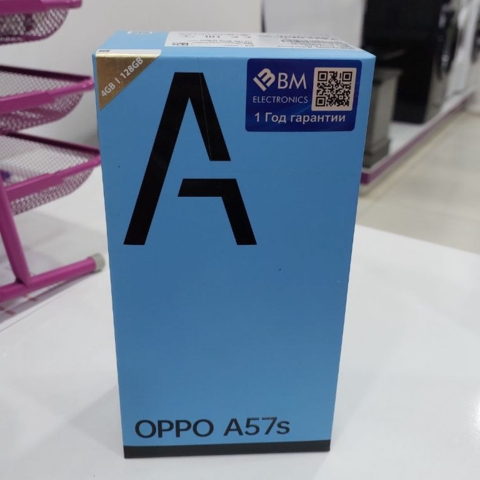 4GB | 128GB
BM
ELECTRONICS
1 Год гарантии
A
OPPO A57s